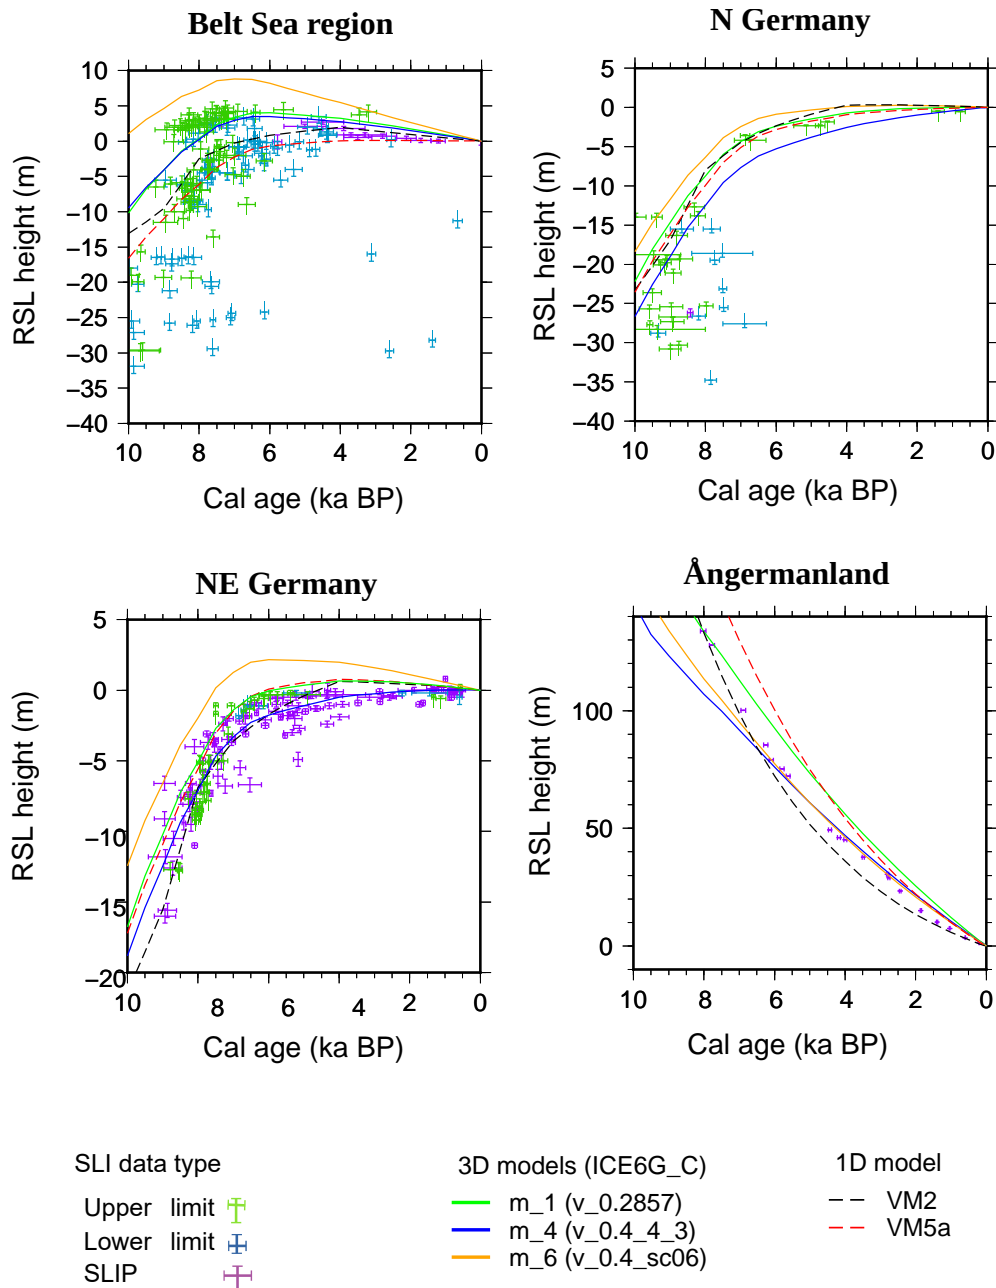 Belt Sea region
N Germany
10
5
0
−5
−10
−15
−20
−25
−30
−35
−40
RSL height (m)
10 8 6 4 2 0
Cal age (ka BP)
5
0
−5
−10
−15
−20
−25
−30
−35
−40
RSL height (m)
10 8 6 4 2 0
Cal age (ka BP)
NE Germany
Ångermanland
5
0
−5
−10
−15
−20
RSL height (m)
10 8 6 4 2 0
Cal age (ka BP)
100
50
0
RSL height (m)
10 8 6 4 2 0
Cal age (ka BP)
SLI data type
Upper limit
Lower limit
SLIP
3D models (ICE6G_C)
m_1 (v_0.2857)
m_4 (v_0.4_4_3)
m_6 (v_0.4_sc06)
1D model
VM2
VM5a